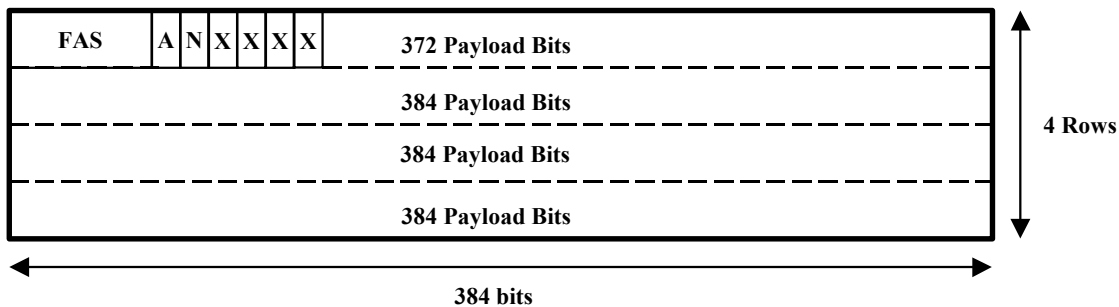 FAS A N X X X X 372 Payload Bits
384 Payload Bits
384 Payload Bits
384 Payload Bits
4 Rows
384 bits